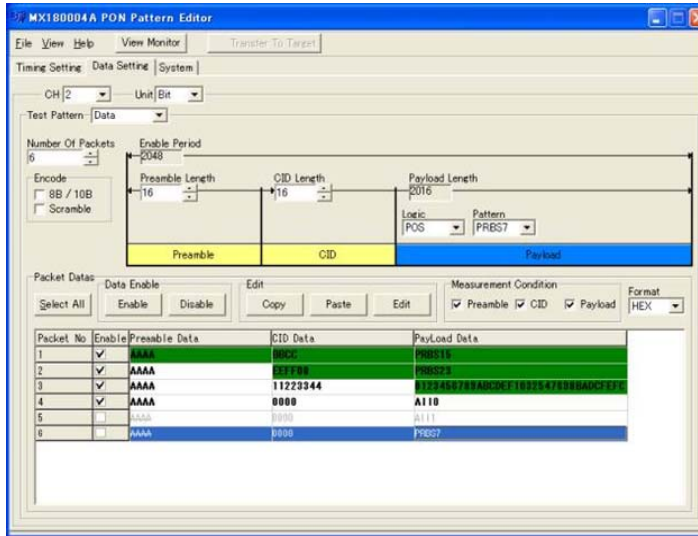 MX180004A PON Pattern Editor
File View Help View Monitor Transfer To Target
Timing Setting Data Setting System
CH 2 Unit Bit
Test Pattern Data
Number Of Packets Enable Period
6 2048
Encode Preamble Length CID Length Payload Length
8B / 10B 16 16 2016
Scramble
Logic Pattern
POS PRBS7
Preamble CID Payload
Packet Datas Data Enable Edit Measurement Condition Format
Select All Enable Disable Copy Paste Edit Preamble CID Payload HEX
Packet No Enable Preamble Data CID Data PayLoad Data
1 AAAA PRBS15
2 AAAA EEFF00 PRBS23
3 AAAA 11223344
4 AAAA 0000 A110
5 AAAA 0000 A111
6 AAAA 0000 PRBS7